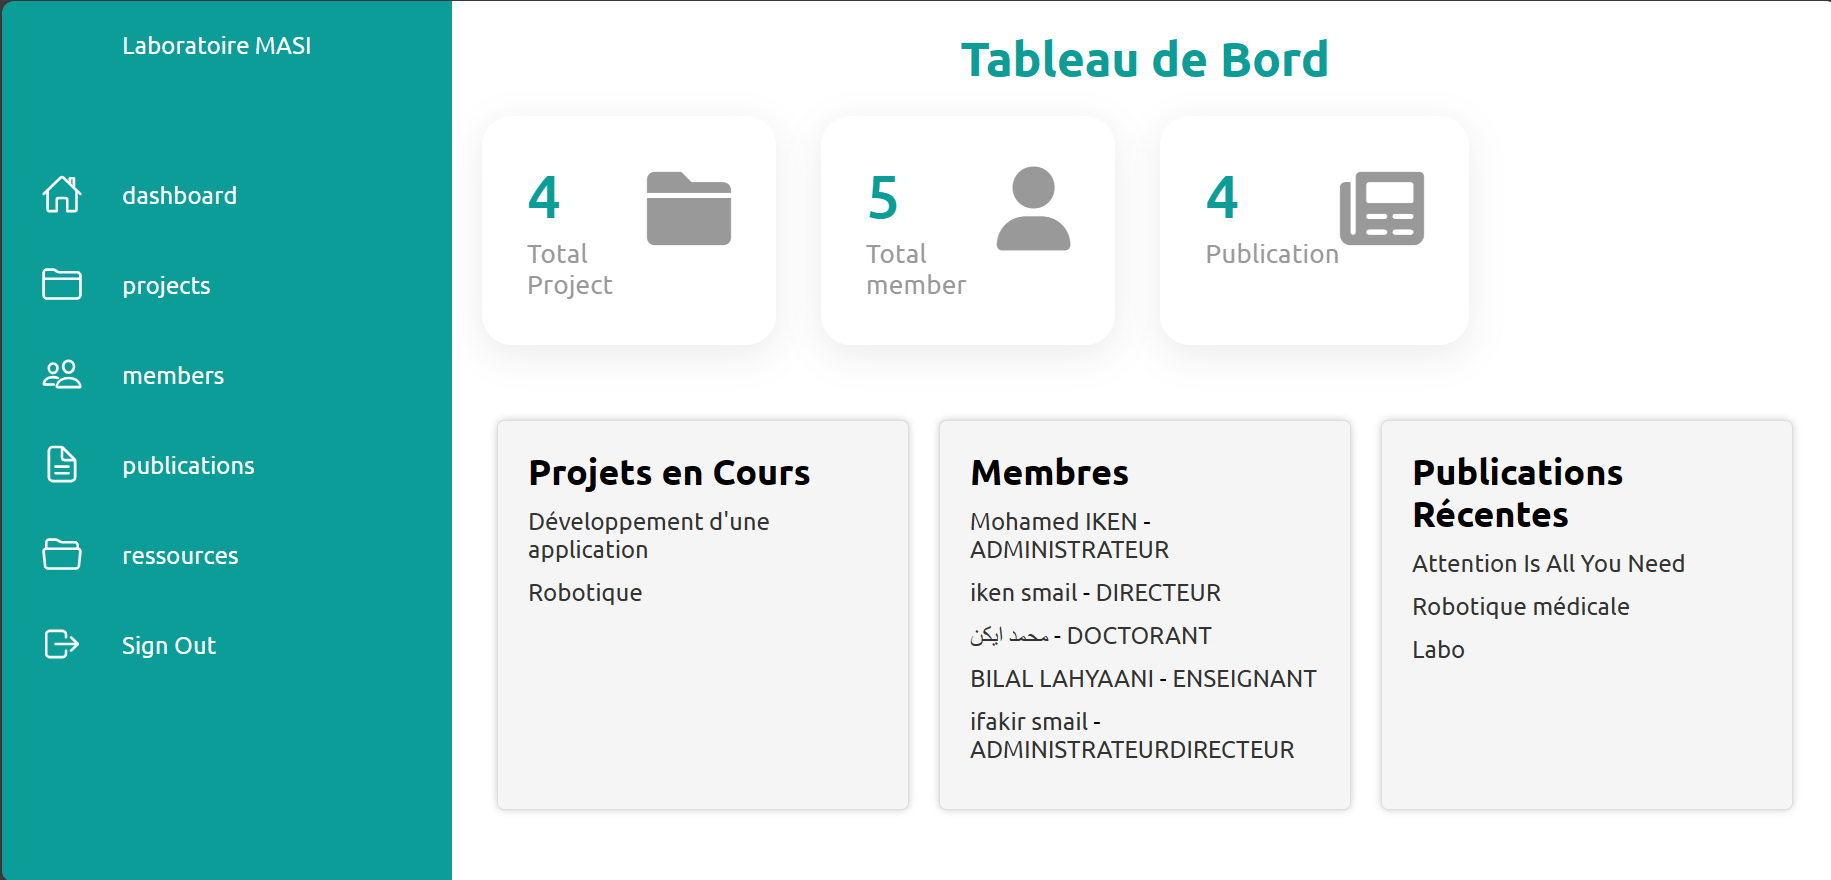 Laboratoire MASI
dashboard
projects
members
publications
ressources
Sign Out
Tableau de Bord
4
Total
Project
5
Total
member
4
Publication
Projets en Cours
Développement d'une
application
Robotique
Membres
Mohamed IKEN -
ADMINISTRATEUR
iken smail - DIRECTEUR
محمد ايكن - DOCTORANT
BILAL LAHYAANI - ENSEIGNANT
ifakir smail -
ADMINISTRATEURDIRECTEUR
Publications
Récentes
Attention Is All You Need
Robotique médicale
Labo